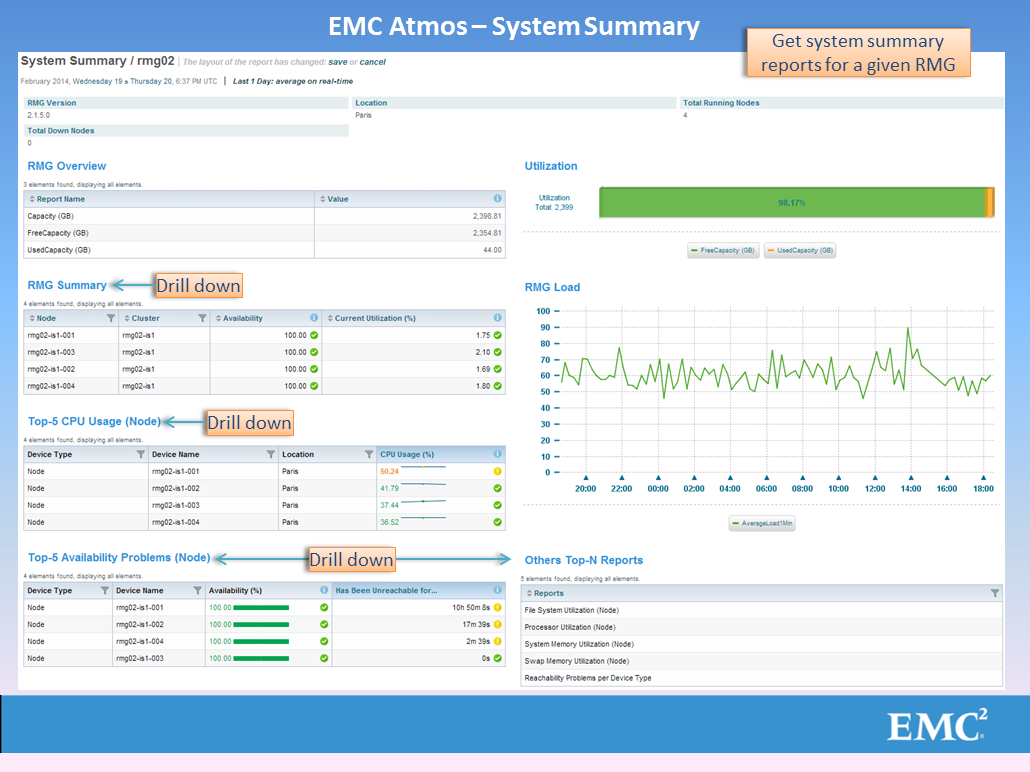 EMC Atmos – System Summary
Get system summary
reports for a given RMG
System Summary / rmg02 | The layout of the report has changed: save or cancel
February 2014, Wednesday 19 » Thursday 20, 6:37 PM UTC | Last 1 Day: average on real-time
RMG Version Location Total Running Nodes
2.1.5.0 Paris 4
Total Down Nodes
0
RMG Overview
3 elements found, displaying all elements.
Report Name Value
Capacity (GB) 2,398.81
FreeCapacity (GB) 2,354.81
UsedCapacity (GB) 44.00
Utilization
Utilization
Total: 2,399
98.17%
FreeCapacity (GB) UsedCapacity (GB)
RMG Summary
Drill down
4 elements found, displaying all elements.
Node Cluster Availability Current Utilization (%)
rmg02-is1-001 rmg02-is1 100.00 1.75
rmg02-is1-003 rmg02-is1 100.00 2.10
rmg02-is1-002 rmg02-is1 100.00 1.69
rmg02-is1-004 rmg02-is1 100.00 1.80
RMG Load
100
90
80
70
60
50
40
30
20
10
0
20:00 22:00 00:00 02:00 04:00 06:00 08:00 10:00 12:00 14:00 16:00 18:00
AverageLoad1Min
Top-5 CPU Usage (Node)
Drill down
4 elements found, displaying all elements.
Device Type Device Name Location CPU Usage (%)
Node rmg02-is1-001 Paris 50.24
Node rmg02-is1-002 Paris 41.79
Node rmg02-is1-003 Paris 37.44
Node rmg02-is1-004 Paris 36.52
Top-5 Availability Problems (Node)
Drill down
4 elements found, displaying all elements.
Device Type Device Name Availability (%) Has Been Unreachable for...
Node rmg02-is1-001 100.00 10h 50m 8s
Node rmg02-is1-002 100.00 17m 39s
Node rmg02-is1-004 100.00 2m 39s
Node rmg02-is1-003 100.00 0s
Others Top-N Reports
5 elements found, displaying all elements.
Reports
File System Utilization (Node)
Processor Utilization (Node)
System Memory Utilization (Node)
Swap Memory Utilization (Node)
Reachability Problems per Device Type
EMC²